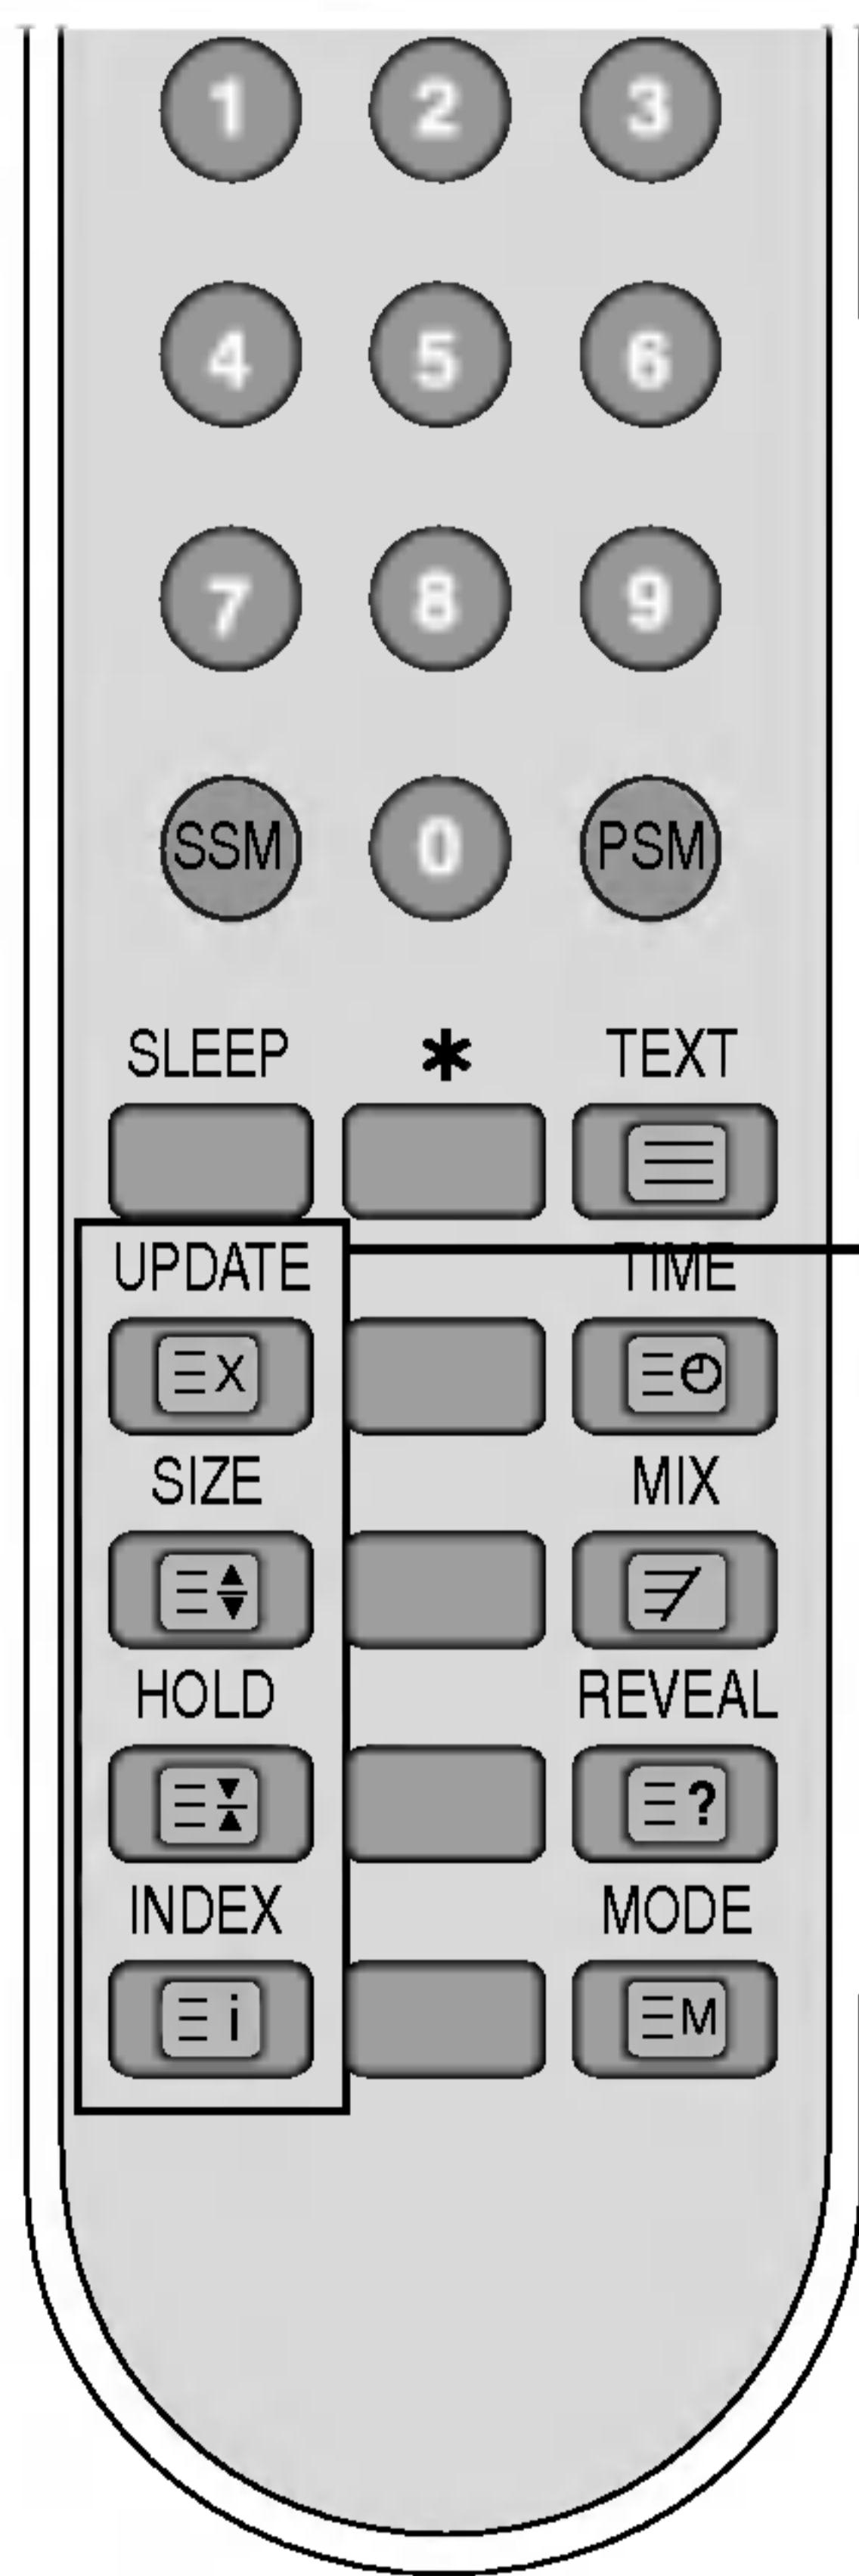 1 2 3
4 5 6
7 8 9
SSM 0 PSM
SLEEP * TEXT
UPDATE TIME
X
SIZE MIX
HOLD REVEAL
?
INDEX MODE
i M